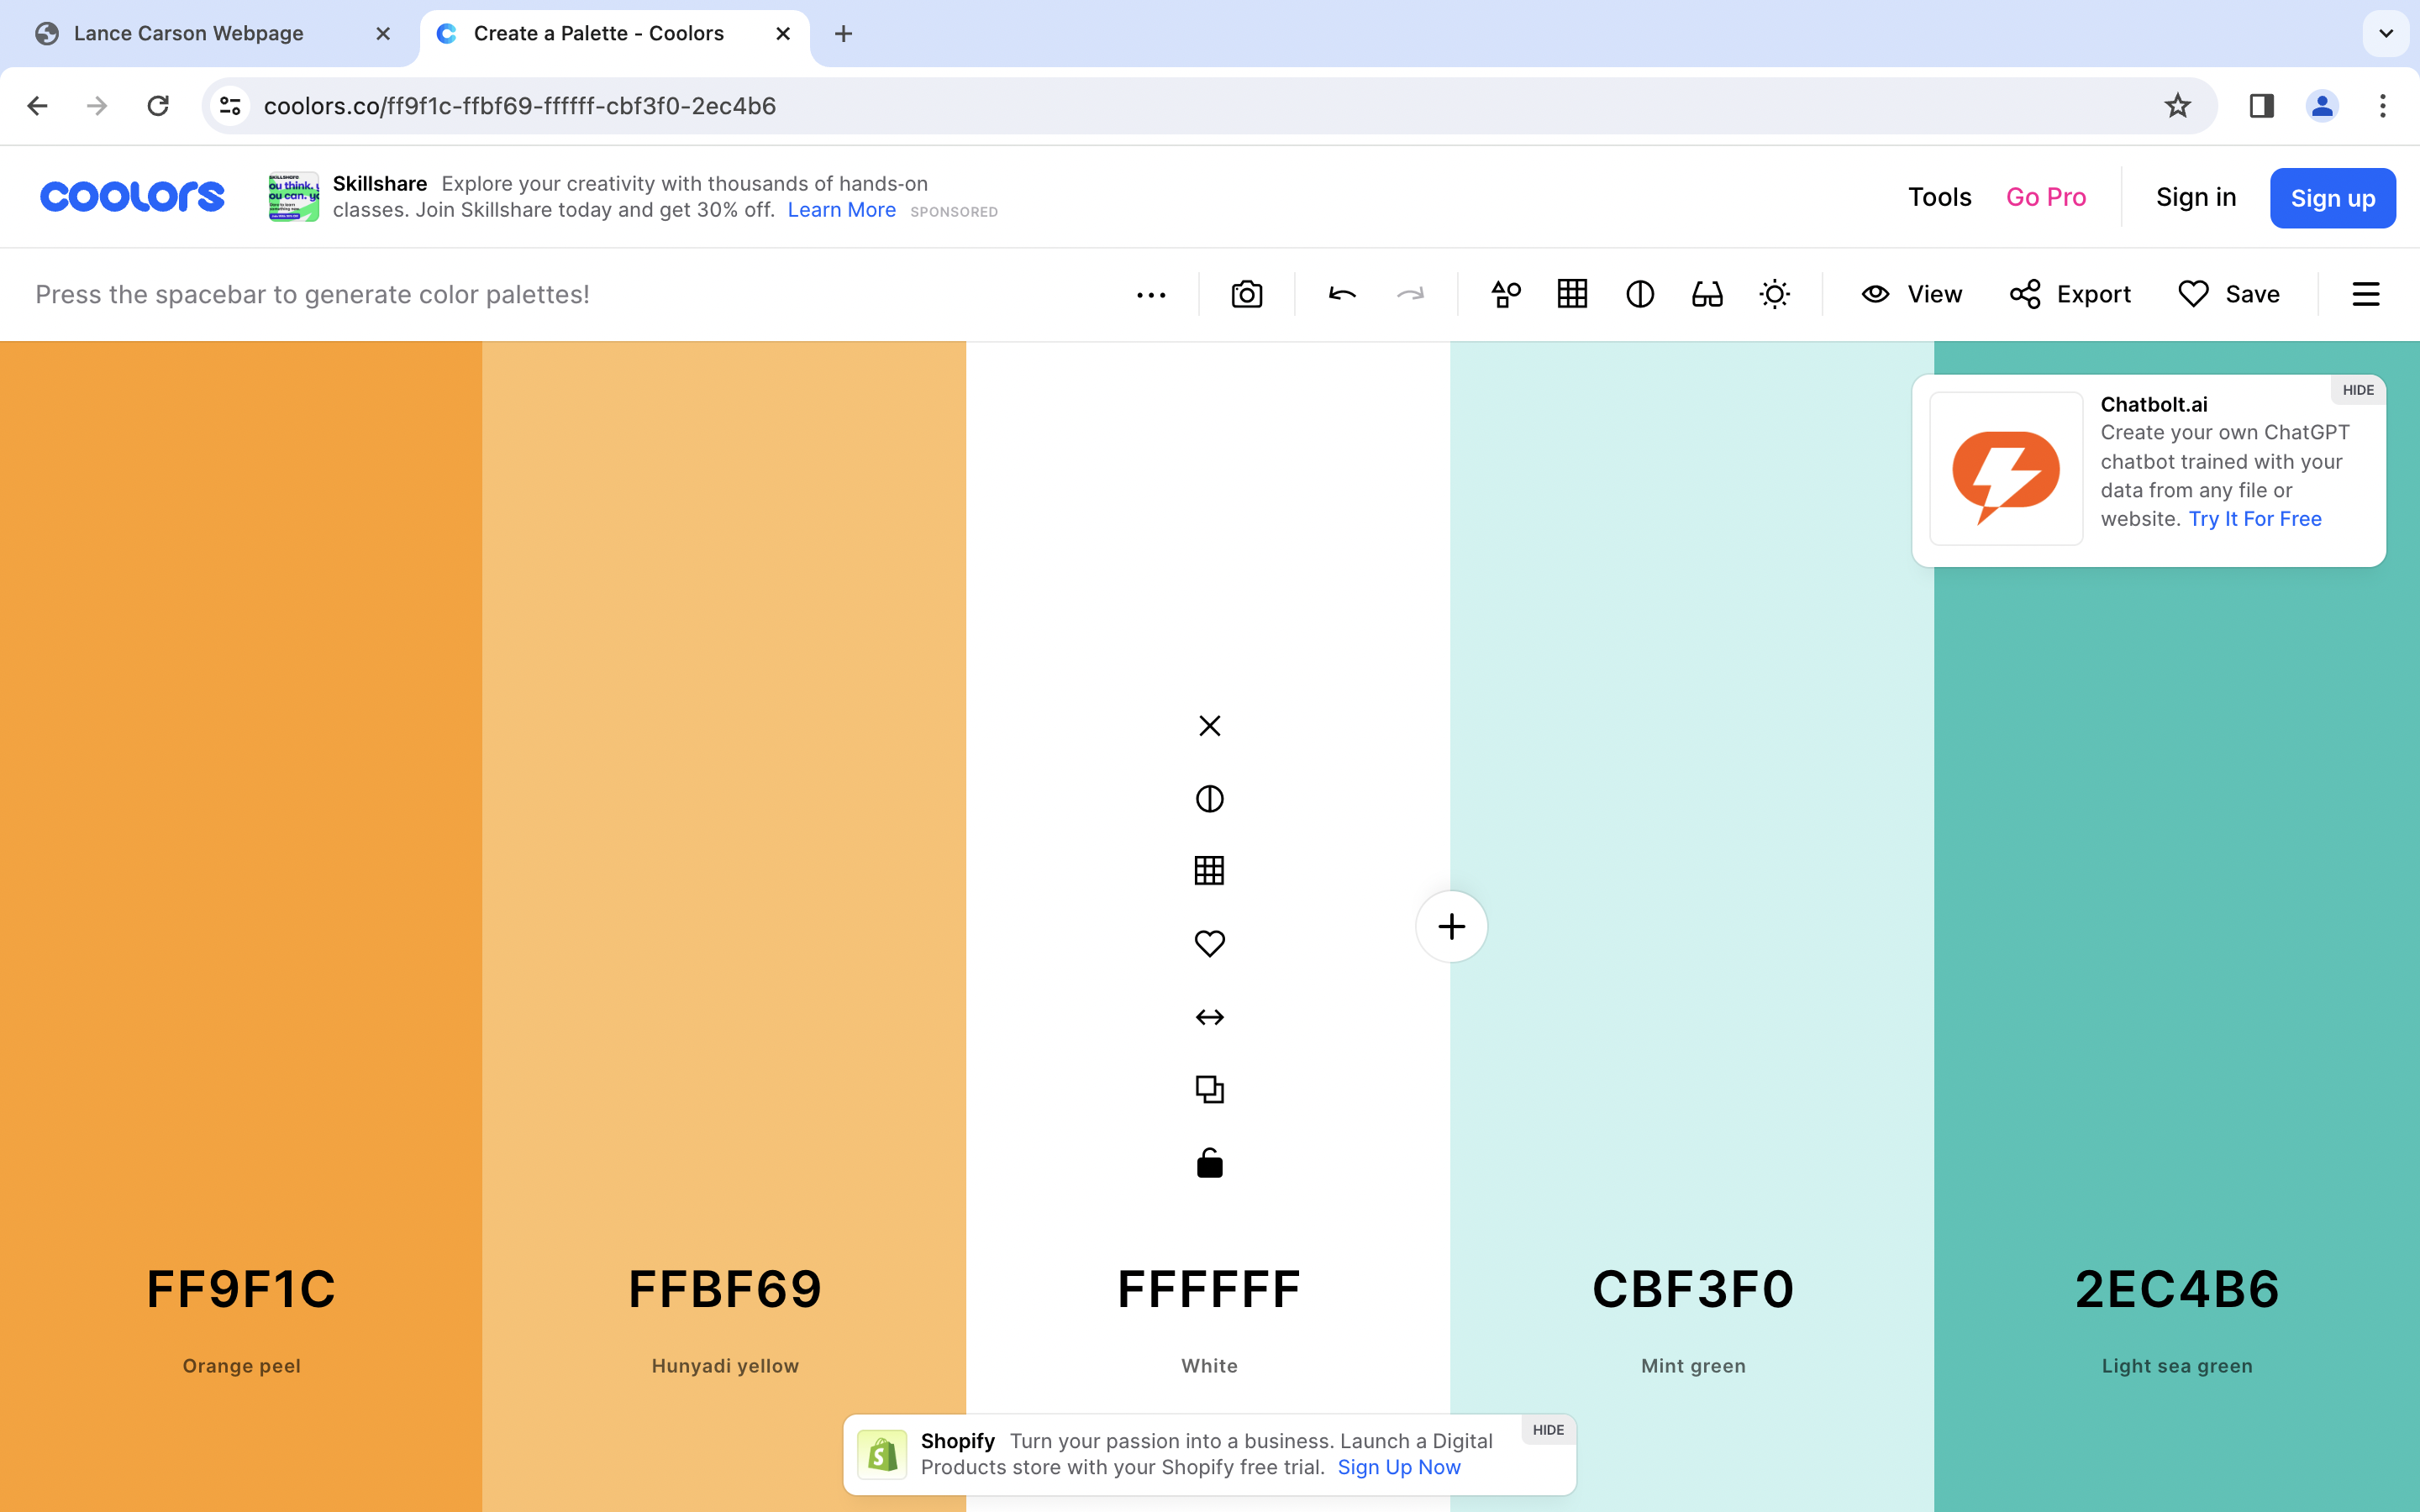 Lance Carson Webpage
Create a Palette - Coolors
coolors.co/ff9f1c-ffbf69-ffffff-cbf3f0-2ec4b6
coolors
Skillshare Explore your creativity with thousands of hands-on
classes. Join Skillshare today and get 30% off. Learn More SPONSORED
Tools
Go Pro
Sign in
Sign up
Press the spacebar to generate color palettes!
View
Export
Save
HIDE
Chatbolt.ai
Create your own ChatGPT
chatbot trained with your
data from any file or
website. Try It For Free
FF9F1C
FFBF69
FFFFFF
CBF3F0
2EC4B6
Orange peel
Hunyadi yellow
White
Mint green
Light sea green
HIDE
Shopify Turn your passion into a business. Launch a Digital
Products store with your Shopify free trial. Sign Up Now